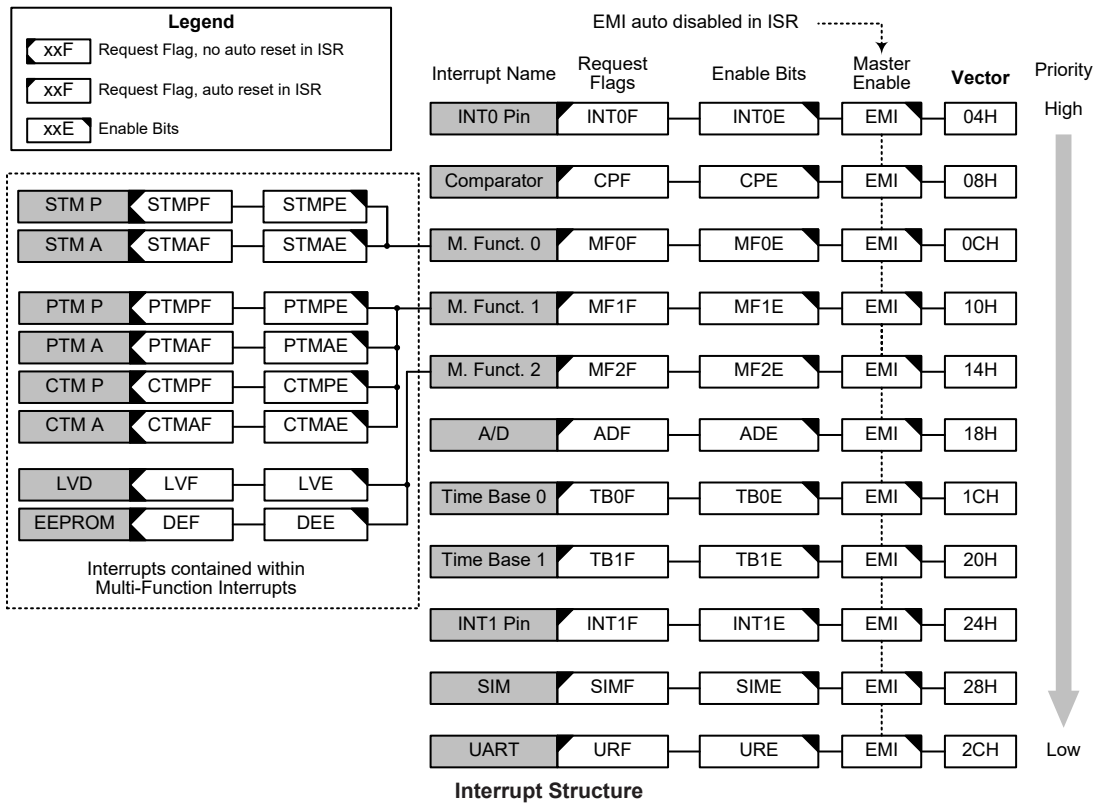 Legend
xxF Request Flag, no auto reset in ISR
xxF Request Flag, auto reset in ISR
xxE Enable Bits
EMI auto disabled in ISR
Interrupt Name Request Flags Enable Bits Master Enable Vector Priority
INT0 Pin INT0F INT0E EMI 04H High
Comparator CPF CPE EMI 08H
STM P STMPF STMPE
STM A STMAF STMAE M. Funct. 0 MF0F MF0E EMI 0CH
PTM P PTMPF PTMPE M. Funct. 1 MF1F MF1E EMI 10H
PTM A PTMAF PTMAE
CTM P CTMPF CTMPE M. Funct. 2 MF2F MF2E EMI 14H
CTM A CTMAF CTMAE A/D ADF ADE EMI 18H
LVD LVF LVE Time Base 0 TB0F TB0E EMI 1CH
EEPROM DEF DEE
Interrupts contained within
Multi-Function Interrupts
Time Base 1 TB1F TB1E EMI 20H
INT1 Pin INT1F INT1E EMI 24H
SIM SIMF SIME EMI 28H
UART URF URE EMI 2CH Low
Interrupt Structure